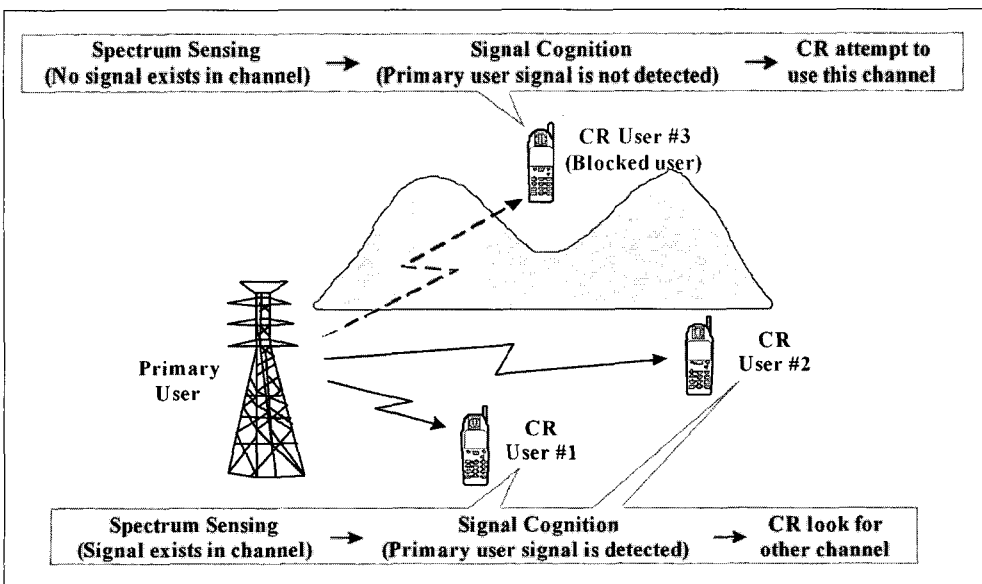 Spectrum Sensing
(No signal exists in channel)
Signal Cognition
(Primary user signal is not detected)
CR attempt to
use this channel
CR User #3
(Blocked user)
Primary
User
CR
User #2
CR
User #1
Spectrum Sensing
(Signal exists in channel)
Signal Cognition
(Primary user signal is detected)
CR look for
other channel